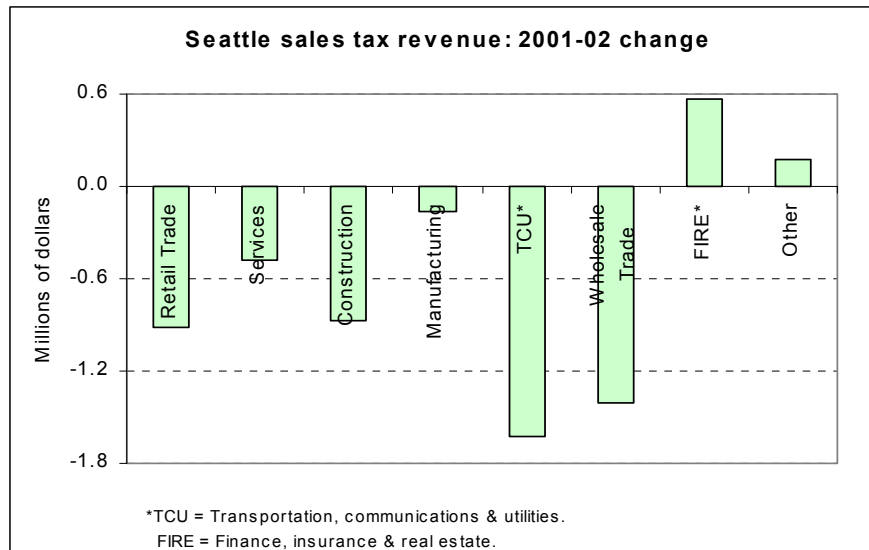 Seattle sales tax revenue: 2001-02 change
Millions of dollars
0.6
0.0
-0.6
-1.2
-1.8
Retail Trade
Services
Construction
Manufacturing
TCU*
Wholesale
Trade
FIRE*
Other
*TCU = Transportation, communications & utilities.
FIRE = Finance, insurance & real estate.